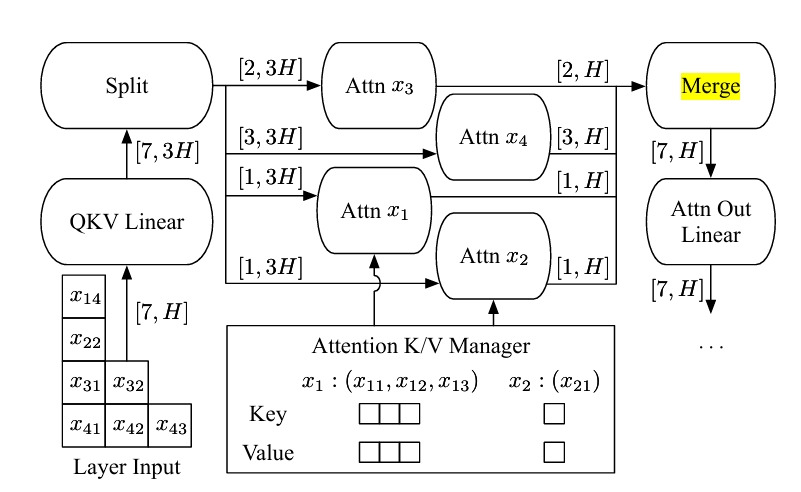 Split
[2, 3H]
Attn x₃
[2, H]
Merge
[3, 3H]
Attn x₄
[3, H]
[7, 3H]
[7, H]
[1, 3H]
[1, H]
QKV Linear
Attn x₁
Attn Out
Linear
Attn x₂
[1, 3H]
[1, H]
[7, H]
x₁₄
[7, H]
x₂₂
Attention K/V Manager
...
x₃₁ x₃₂
x₁ : (x₁₁, x₁₂, x₁₃) x₂ : (x₂₁)
Key
x₄₁ x₄₂ x₄₃
Value
Layer Input